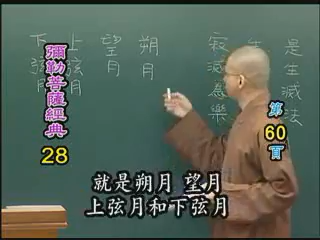 是生滅法
生
寂滅為樂
朔月
望月
上弦月
下弦月
彌勒菩薩經典
28
第
60
頁
就是朔月 望月
上弦月和下弦月